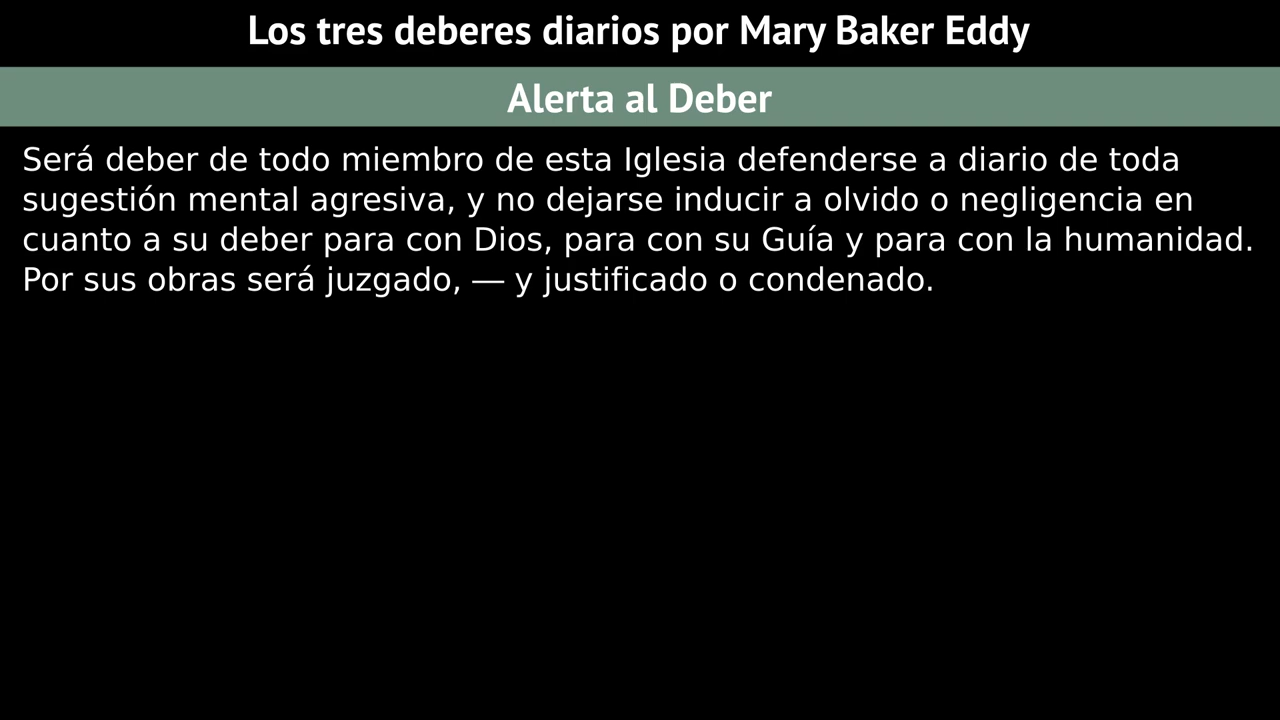 Los tres deberes diarios por Mary Baker Eddy
Alerta al Deber
Será deber de todo miembro de esta Iglesia defenderse a diario de toda
sugestión mental agresiva, y no dejarse inducir a olvido o negligencia en
cuanto a su deber para con Dios, para con su Guía y para con la humanidad.
Por sus obras será juzgado, — y justificado o condenado.